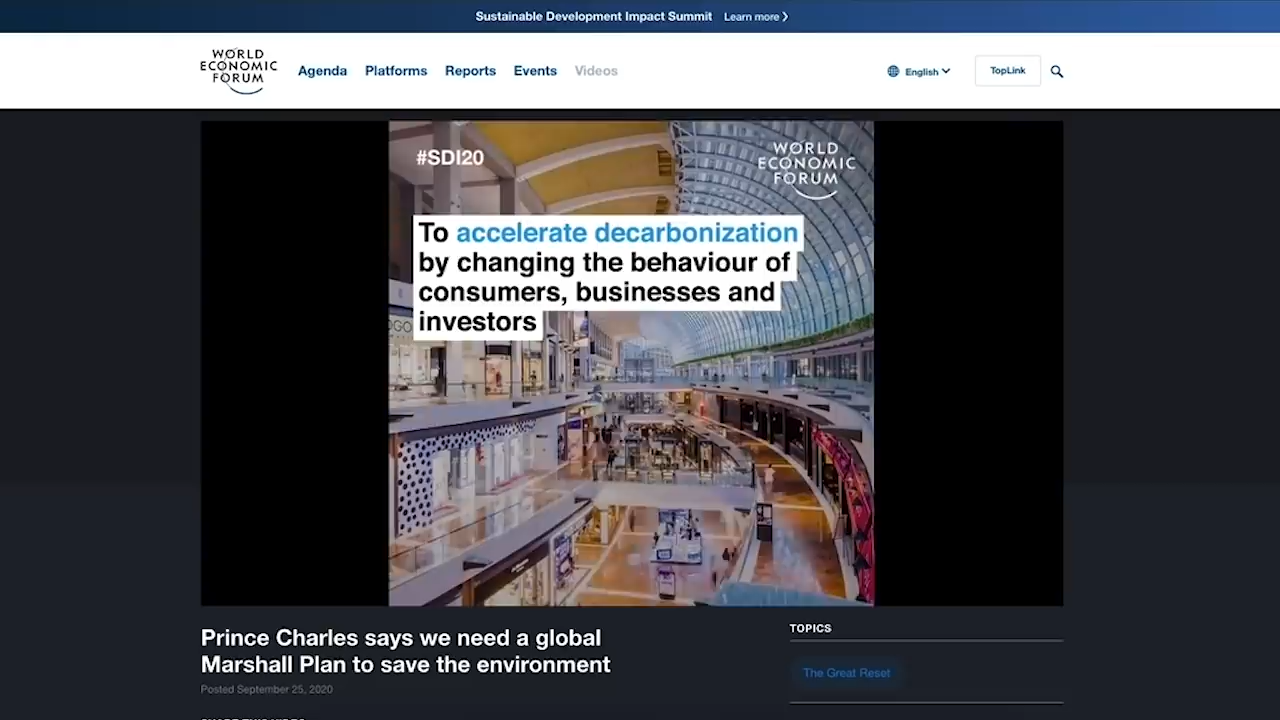 Sustainable Development Impact Summit Learn more
WORLD
ECONOMIC
FORUM
Agenda Platforms Reports Events Videos
English
TopLink
#SDI20
WORLD
ECONOMIC
FORUM
To accelerate decarbonization
by changing the behaviour of
consumers, businesses and
investors
Prince Charles says we need a global
Marshall Plan to save the environment
Posted September 25, 2020
TOPICS
The Great Reset